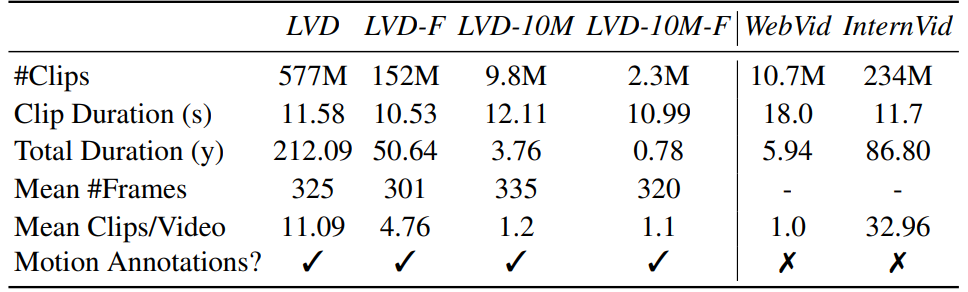 LVD LVD-F LVD-10M LVD-10M-F WebVid InternVid
#Clips 577M 152M 9.8M 2.3M 10.7M 234M
Clip Duration (s) 11.58 10.53 12.11 10.99 18.0 11.7
Total Duration (y) 212.09 50.64 3.76 0.78 5.94 86.80
Mean #Frames 325 301 335 320 - -
Mean Clips/Video 11.09 4.76 1.2 1.1 1.0 32.96
Motion Annotations? ✓ ✓ ✓ ✓ ✗ ✗